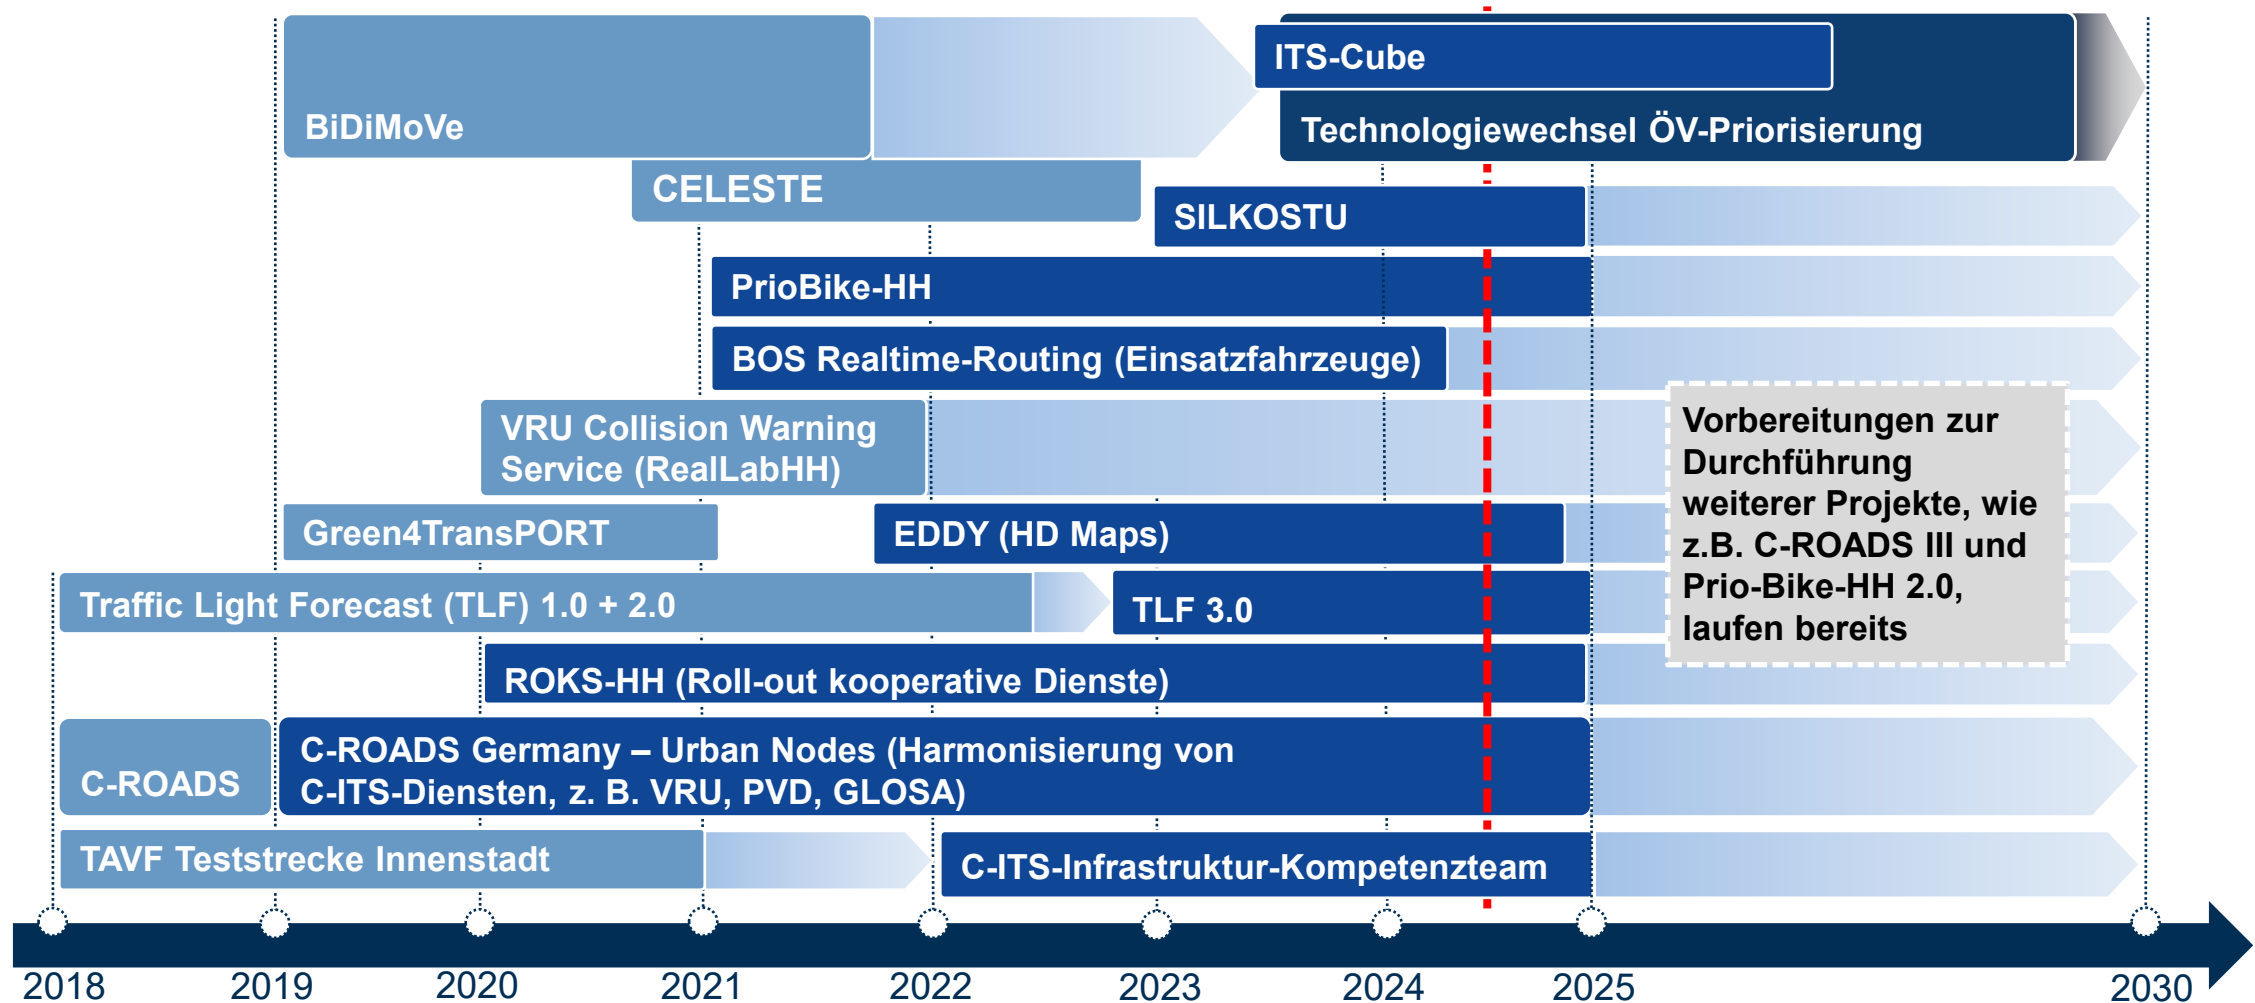 ITS-Cube
BiDiMoVe
Technologiewechsel ÖV-Priorisierung
CELESTE
SILKOSTU
PrioBike-HH
BOS Realtime-Routing (Einsatzfahrzeuge)
VRU Collision Warning
Service (RealLabHH)
Vorbereitungen zur
Durchführung
weiterer Projekte, wie
z.B. C-ROADS III und
Prio-Bike-HH 2.0,
laufen bereits
Green4TransPORT
EDDY (HD Maps)
Traffic Light Forecast (TLF) 1.0 + 2.0
TLF 3.0
ROKS-HH (Roll-out kooperative Dienste)
C-ROADS
C-ROADS Germany – Urban Nodes (Harmonisierung von
C-ITS-Diensten, z. B. VRU, PVD, GLOSA)
TAVF Teststrecke Innenstadt
C-ITS-Infrastruktur-Kompetenzteam
2018 2019 2020 2021 2022 2023 2024 2025 2030